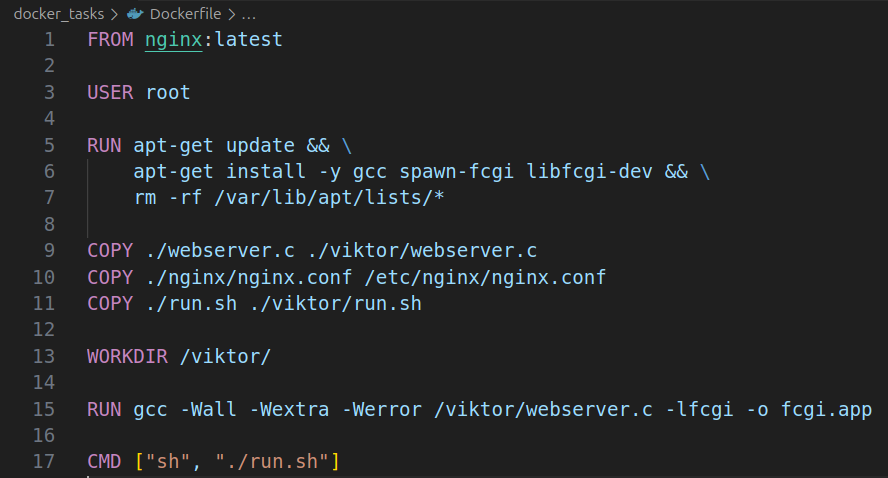 docker_tasks > Dockerfile > ...
1 FROM nginx:latest
2
3 USER root
4
5 RUN apt-get update && \
6     apt-get install -y gcc spawn-fcgi libfcgi-dev && \
7     rm -rf /var/lib/apt/lists/*
8
9 COPY ./webserver.c ./viktor/webserver.c
10 COPY ./nginx/nginx.conf /etc/nginx/nginx.conf
11 COPY ./run.sh ./viktor/run.sh
12
13 WORKDIR /viktor/
14
15 RUN gcc -Wall -Wextra -Werror /viktor/webserver.c -lfcgi -o fcgi.app
16
17 CMD ["sh", "./run.sh"]